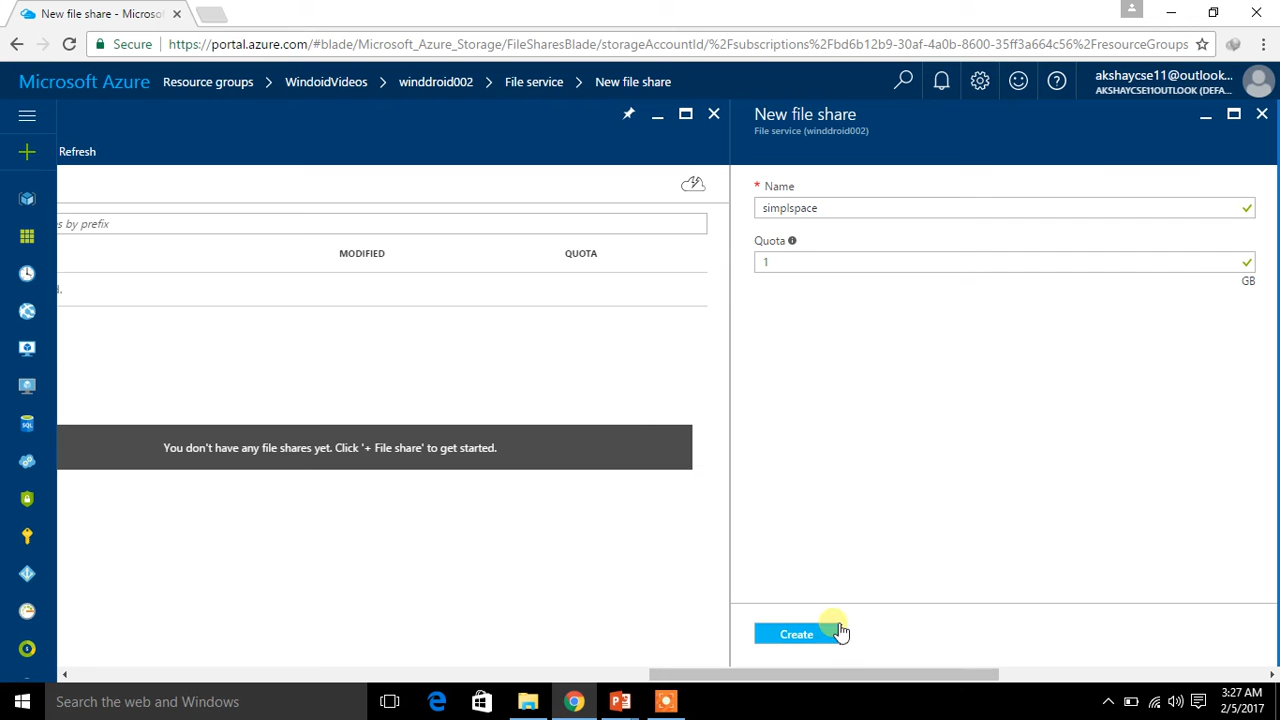 New file share - Microso
Secure
https://portal.azure.com/#blade/Microsoft_Azure_Storage/FileSharesBlade/storageAccountId/%2Fsubscriptions%2Fbd6b12b9-30af-4a0b-8600-35ff3a664c56%2FresourceGroups
Microsoft Azure Resource groups > WindoidVideos > winddroid002 > File service > New file share
akshaycse11@outlook...
AKSHAYCSE11OUTLOOK (DEFA...
New file share
File service (winddroid002)
Refresh
* Name
simplspace
es by prefix
Quota
MODIFIED QUOTA
1
GB
d.
You don't have any file shares yet. Click '+ File share' to get started.
Create
SQL
Search the web and Windows
3:27 AM
2/5/2017